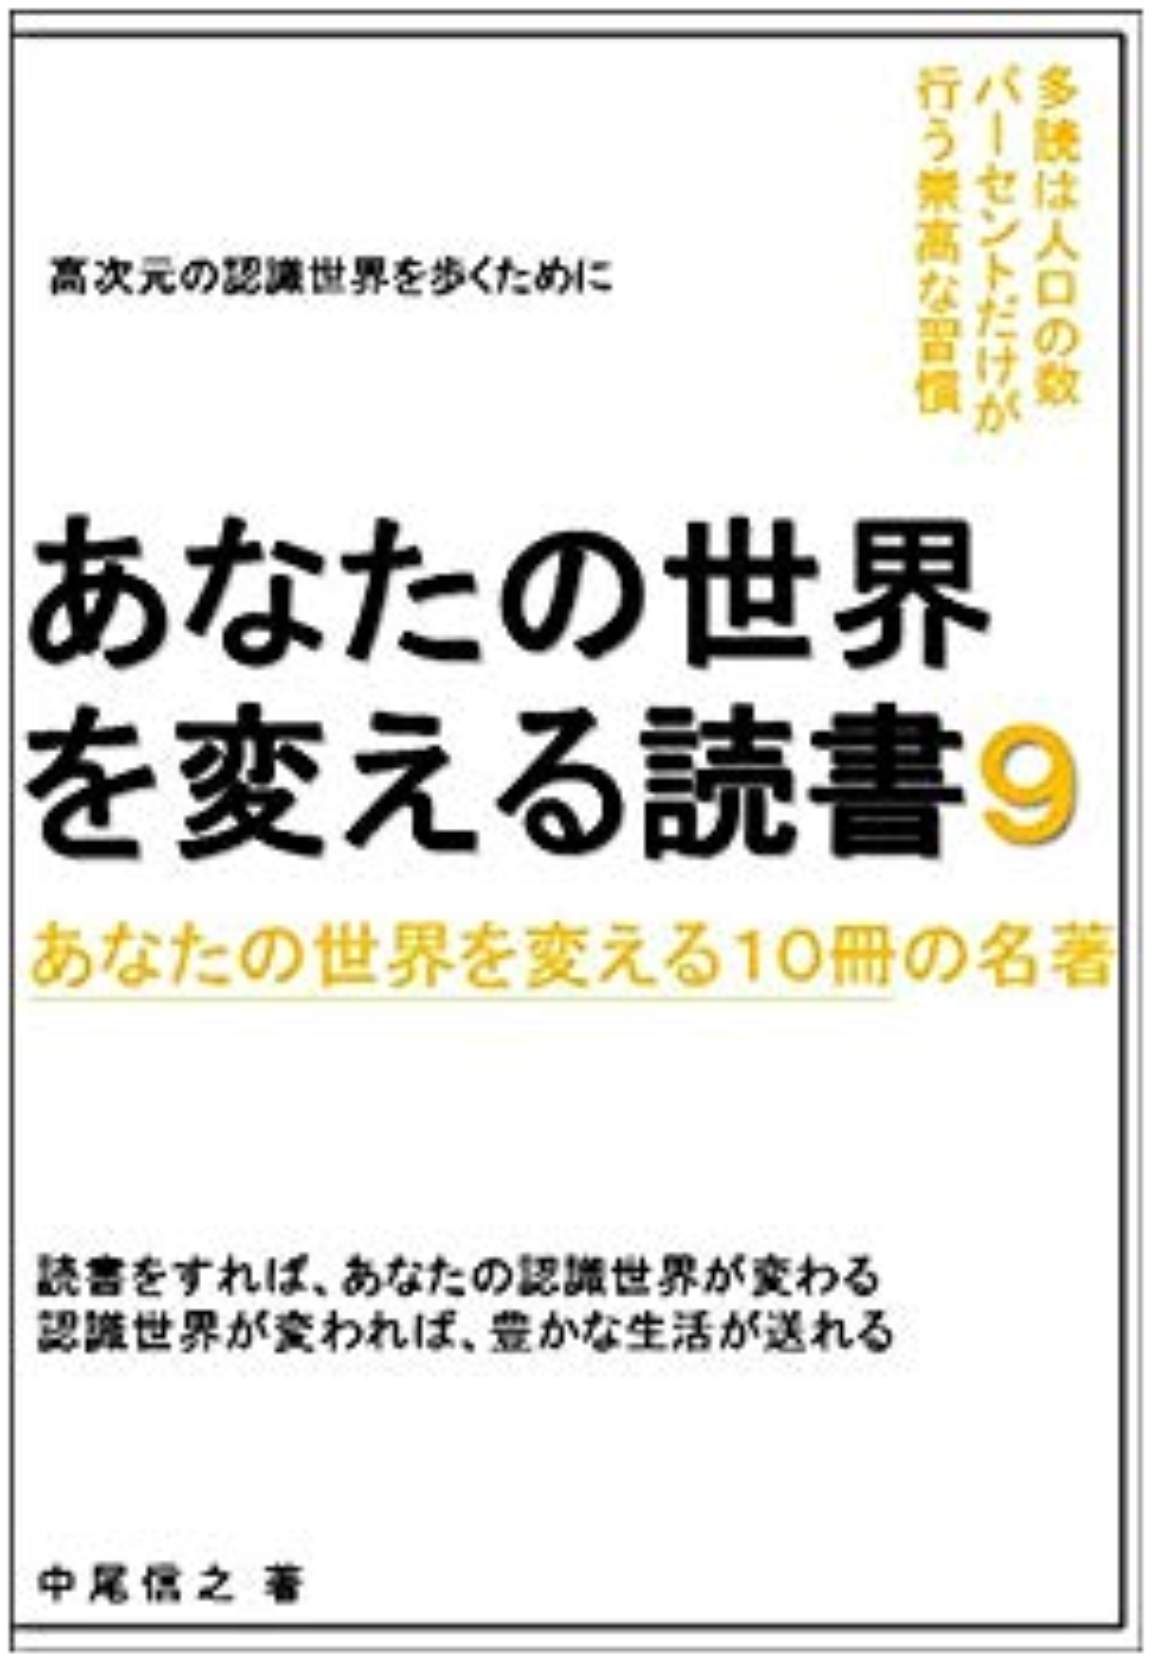 多読は人口の数
パーセントだけが
行う崇高な習慣
高次元の認識世界を歩くために
あなたの世界
を変える読書9
あなたの世界を変える10冊の名著
読書をすれば、あなたの認識世界が変わる
認識世界が変われば、豊かな生活が送れる
中尾信之 著